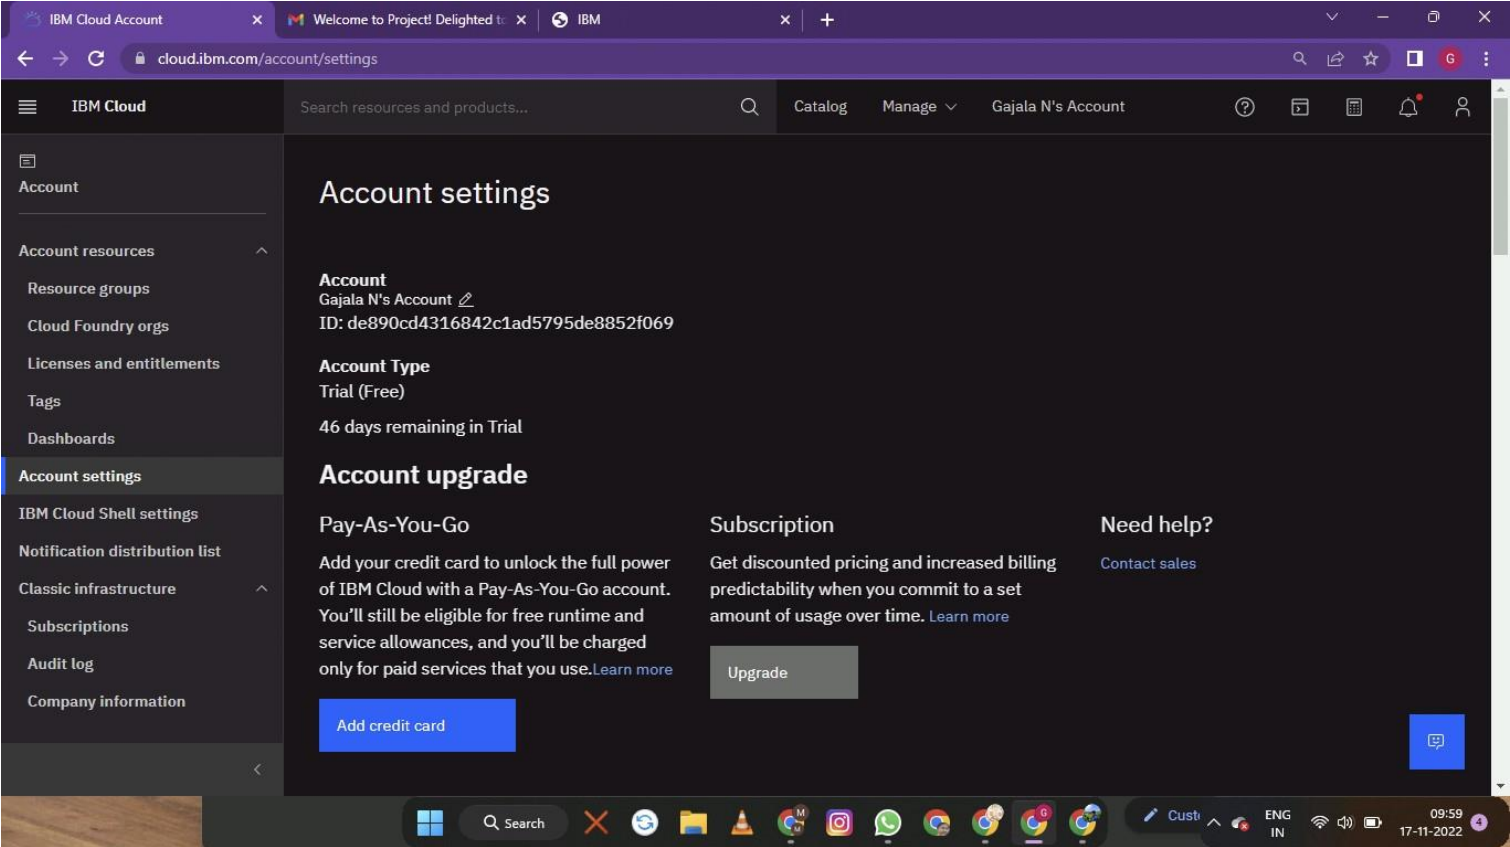 IBM Cloud Account
Welcome to Project! Delighted to
IBM
cloud.ibm.com/account/settings
G
IBM Cloud
Search resources and products...
Catalog
Manage
Gajala N's Account
Account
Account resources
Resource groups
Cloud Foundry orgs
Licenses and entitlements
Tags
Dashboards
Account settings
IBM Cloud Shell settings
Notification distribution list
Classic infrastructure
Subscriptions
Audit log
Company information
Account settings
Account
Gajala N's Account
ID: de890cd4316842c1ad5795de8852f069
Account Type
Trial (Free)
46 days remaining in Trial
Account upgrade
Pay-As-You-Go
Add your credit card to unlock the full power
of IBM Cloud with a Pay-As-You-Go account.
You'll still be eligible for free runtime and
service allowances, and you'll be charged
only for paid services that you use.Learn more
Add credit card
Subscription
Get discounted pricing and increased billing
predictability when you commit to a set
amount of usage over time. Learn more
Upgrade
Need help?
Contact sales
Search
M
M
G
Custo
ENG
IN
09:59
17-11-2022
4